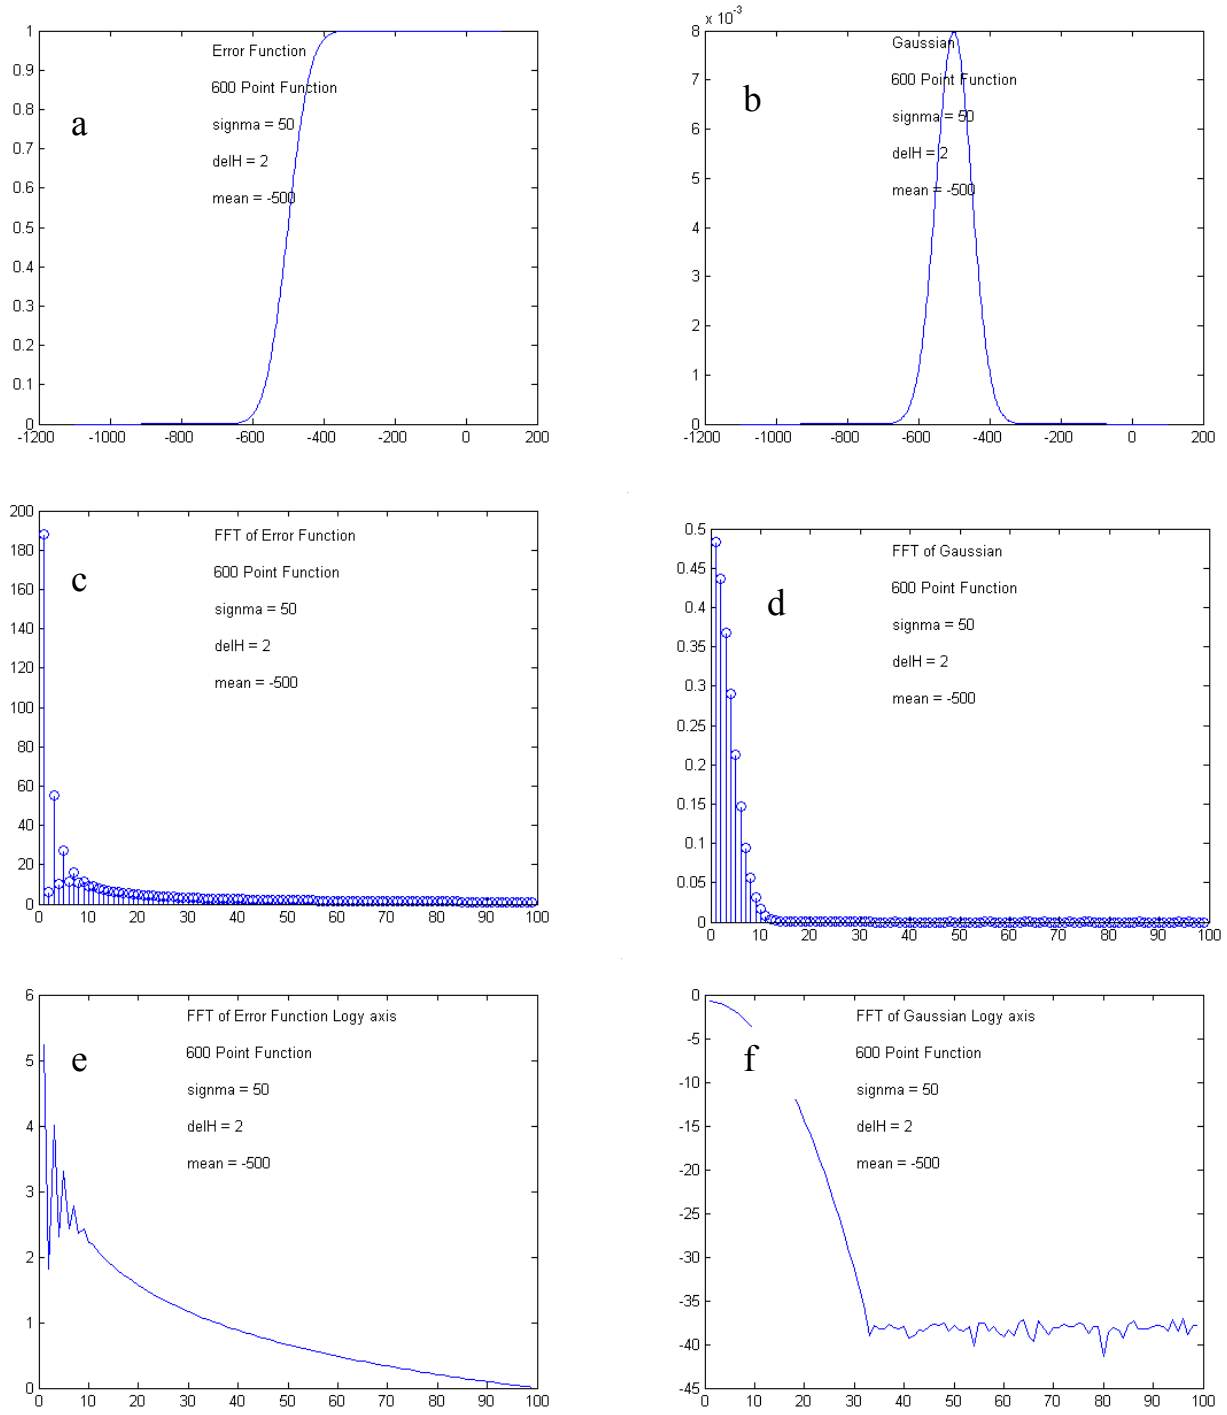 x 10⁻³
1
0.9
0.8
0.7
0.6
0.5
0.4
0.3
0.2
0.1
0
-1200 -1000 -800 -600 -400 -200 0 200
a
Error Function
600 Point Function
signma = 50
delH = 2
mean = -500
8
7
6
5
4
3
2
1
0
-1200 -1000 -800 -600 -400 -200 0 200
b
Gaussian
600 Point Function
signma = 50
delH = 2
mean = -500
200
180
160
140
120
100
80
60
40
20
0
0 10 20 30 40 50 60 70 80 90 100
c
FFT of Error Function
600 Point Function
signma = 50
delH = 2
mean = -500
0.5
0.45
0.4
0.35
0.3
0.25
0.2
0.15
0.1
0.05
0
0 10 20 30 40 50 60 70 80 90 100
d
FFT of Gaussian
600 Point Function
signma = 50
delH = 2
mean = -500
6
5
4
3
2
1
0
0 10 20 30 40 50 60 70 80 90 100
e
FFT of Error Function Logy axis
600 Point Function
signma = 50
delH = 2
mean = -500
0
-5
-10
-15
-20
-25
-30
-35
-40
-45
0 10 20 30 40 50 60 70 80 90 100
f
FFT of Gaussian Logy axis
600 Point Function
signma = 50
delH = 2
mean = -500